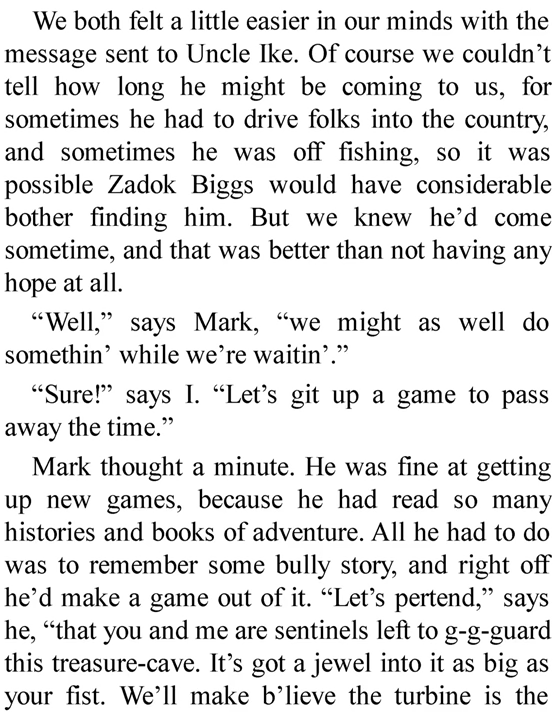 We both felt a little easier in our minds with the
message sent to Uncle Ike. Of course we couldn’t
tell how long he might be coming to us, for
sometimes he had to drive folks into the country,
and sometimes he was off fishing, so it was
possible Zadok Biggs would have considerable
bother finding him. But we knew he’d come
sometime, and that was better than not having any
hope at all.
“Well,” says Mark, “we might as well do
somethin’ while we’re waitin’.”
“Sure!” says I. “Let’s git up a game to pass
away the time.”
Mark thought a minute. He was fine at getting
up new games, because he had read so many
histories and books of adventure. All he had to do
was to remember some bully story, and right off
he’d make a game out of it. “Let’s pertend,” says
he, “that you and me are sentinels left to g-g-guard
this treasure-cave. It’s got a jewel into it as big as
your fist. We’ll make b’lieve the turbine is the